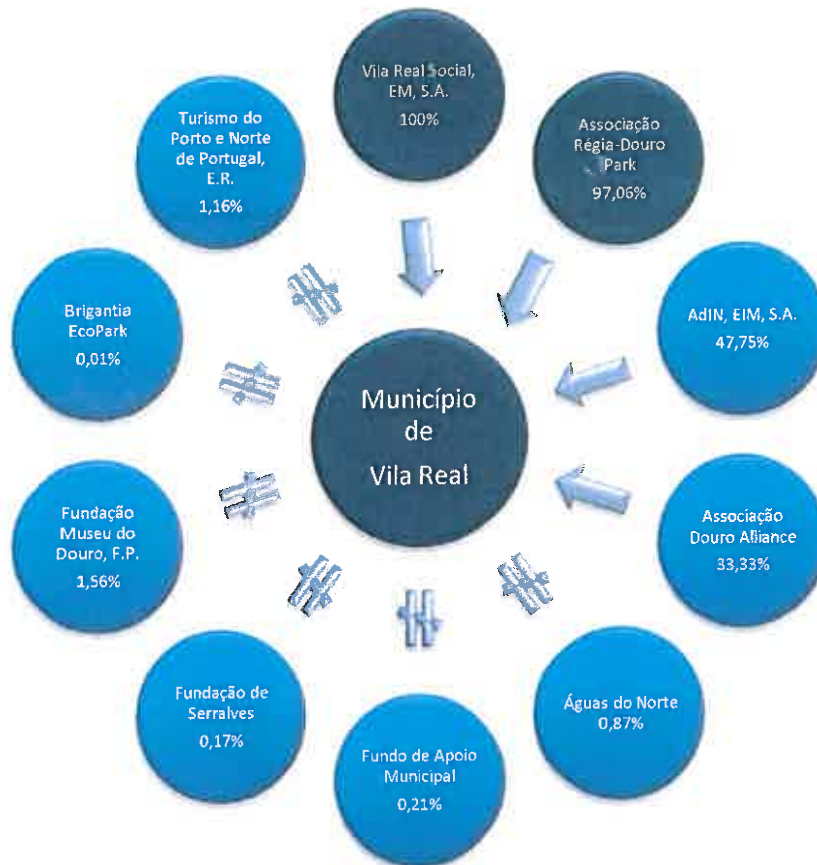 Vila Real Social,
EM, S.A.
100%
Associação
Régia-Douro
Park
97,06%
AdIN, EIM, S.A.
47,75%
Associação
Douro Alliance
33,33%
Águas do Norte
0,87%
Fundo de Apoio
Municipal
0,21%
Fundação de
Serralves
0,17%
Fundação
Museu do
Douro, F.P.
1,56%
Brigantia
EcoPark
0,01%
Turismo do
Porto e Norte
de Portugal,
E.R.
1,16%
Município
de
Vila Real